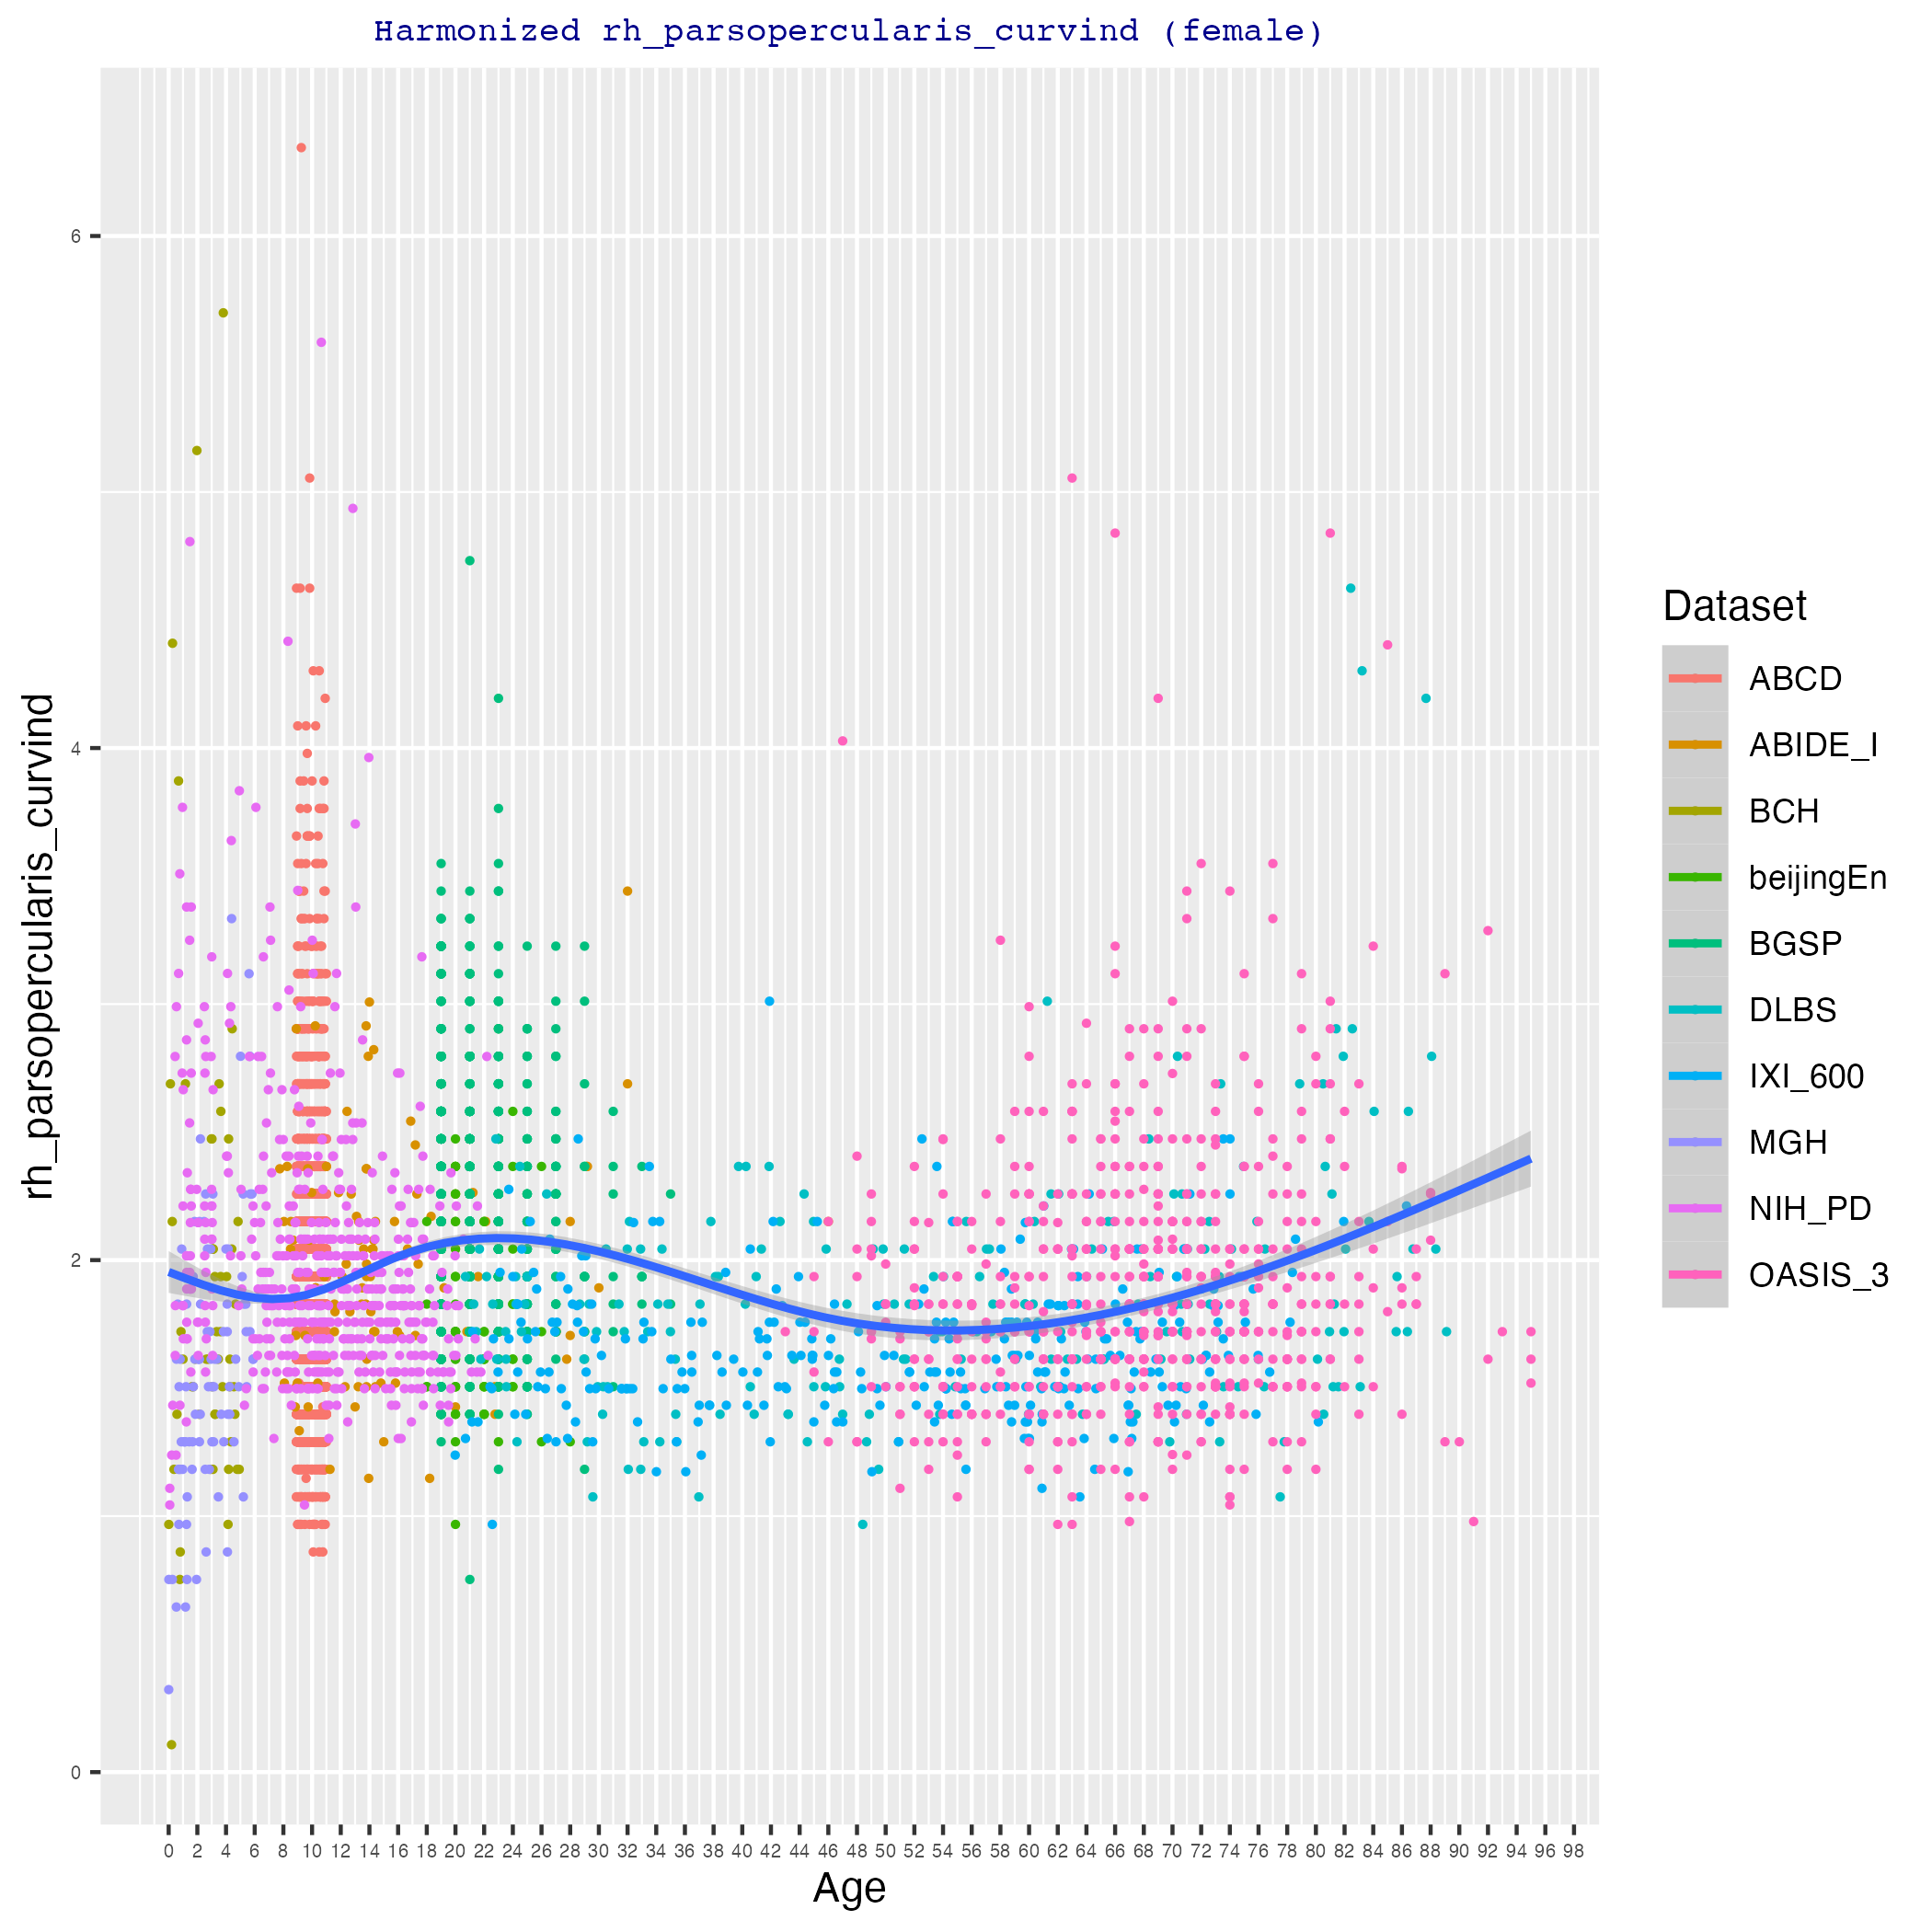 Harmonized rh_parsopercularis_curvind (female)
rh_parsopercularis_curvind
6
4
2
0
0 2 4 6 8 10 12 14 16 18 20 22 24 26 28 30 32 34 36 38 40 42 44 46 48 50 52 54 56 58 60 62 64 66 68 70 72 74 76 78 80 82 84 86 88 90 92 94 96 98
Age
Dataset
ABCD
ABIDE_I
BCH
beijingEn
BGSP
DLBS
IXI_600
MGH
NIH_PD
OASIS_3